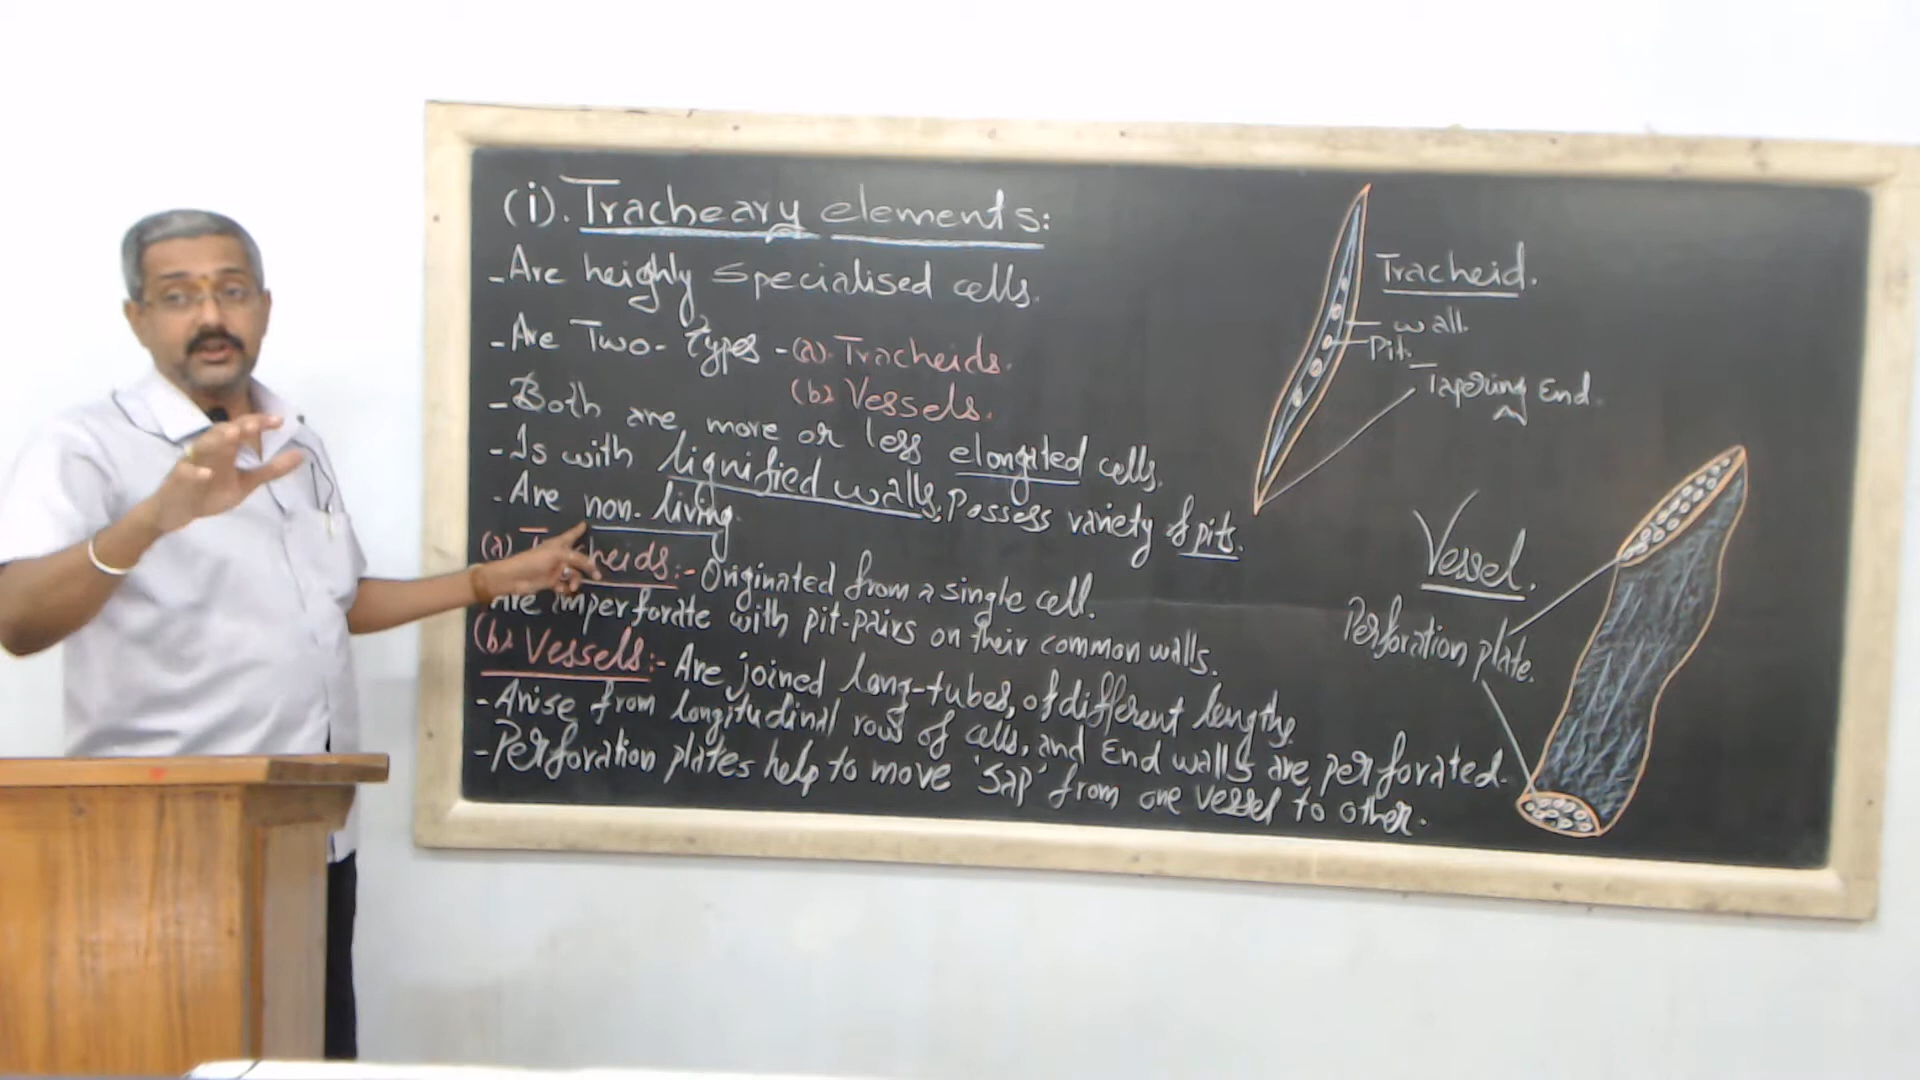 (i). Tracheary elements:
- Are heighly specialised cells.
- Are Two- types - (a). Tracheids.
(b) Vessels.
- Both are more or less elongated cells.
- Is with lignified walls, Possess variety of pits.
- Are non-living.
(a) Tracheids:- Originated from a single cell.
Are imperforate with pit-pairs on their common walls.
(b) Vessels:- Are joined long-tubes, of different lengths.
- Arise from longitudinal rows of cells, and End walls are perforated.
- Perforation plates help to move 'Sap' from one vessel to other.
Tracheid.
wall.
Pit.
Tapering End.
Vessel.
Perforation plate.